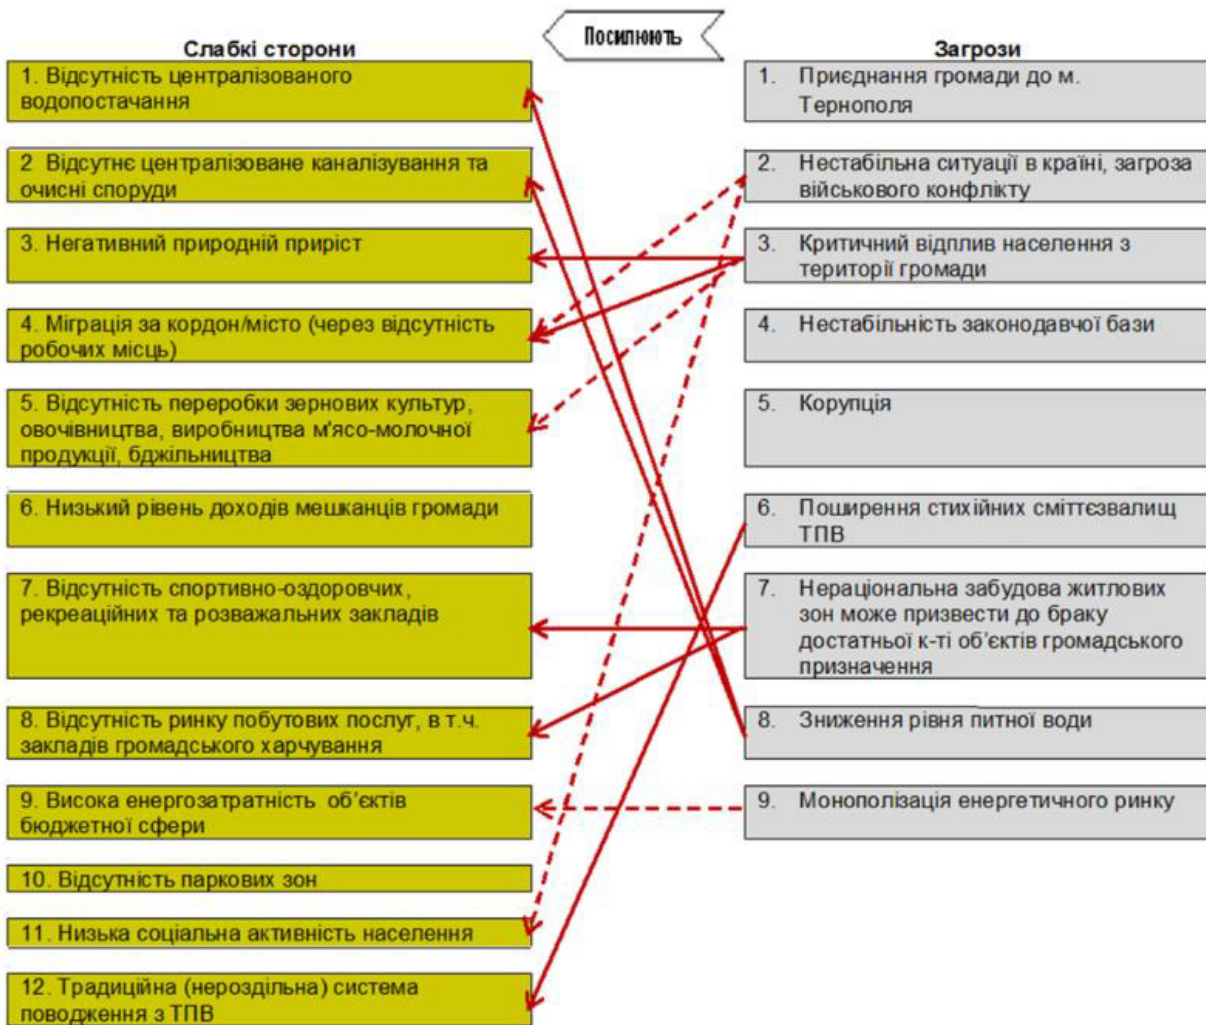 Посилюють
Слабкі сторони
1. Відсутність централізованого
водопостачання
2 Відсутнє централізоване каналізування та
очисні споруди
3. Негативний природній приріст
4. Міграція за кордон/місто (через відсутність
робочих місць)
5. Відсутність переробки зернових культур,
овочівництва, виробництва м'ясо-молочної
продукції, бджільництва
6. Низький рівень доходів мешканців громади
7. Відсутність спортивно-оздоровчих,
рекреаційних та розважальних закладів
8. Відсутність ринку побутових послуг, в т.ч.
закладів громадського харчування
9. Висока енергозатратність об’єктів
бюджетної сфери
10. Відсутність паркових зон
11. Низька соціальна активність населення
12. Традиційна (нероздільна) система
поводження з ТПВ
Загрози
1. Приєднання громади до м.
Тернополя
2. Нестабільна ситуації в країні, загроза
військового конфлікту
3. Критичний відплив населення з
території громади
4. Нестабільність законодавчої бази
5. Корупція
6. Поширення стихійних сміттєзвалищ
ТПВ
7. Нераціональна забудова житлових
зон може призвести до браку
достатньої к-ті об’єктів громадського
призначення
8. Зниження рівня питної води
9. Монополізація енергетичного ринку